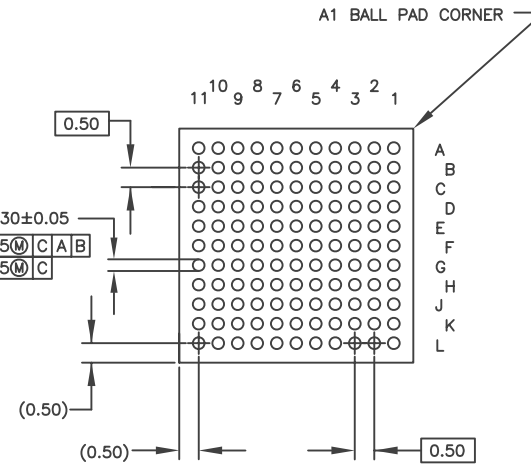 A1 BALL PAD CORNER
11 10 9 8 7 6 5 4 3 2 1
0.50
A
B
C
D
E
F
G
H
J
K
L
30±0.05
5Ⓜ C A B
5Ⓜ C
(0.50)
(0.50)
0.50